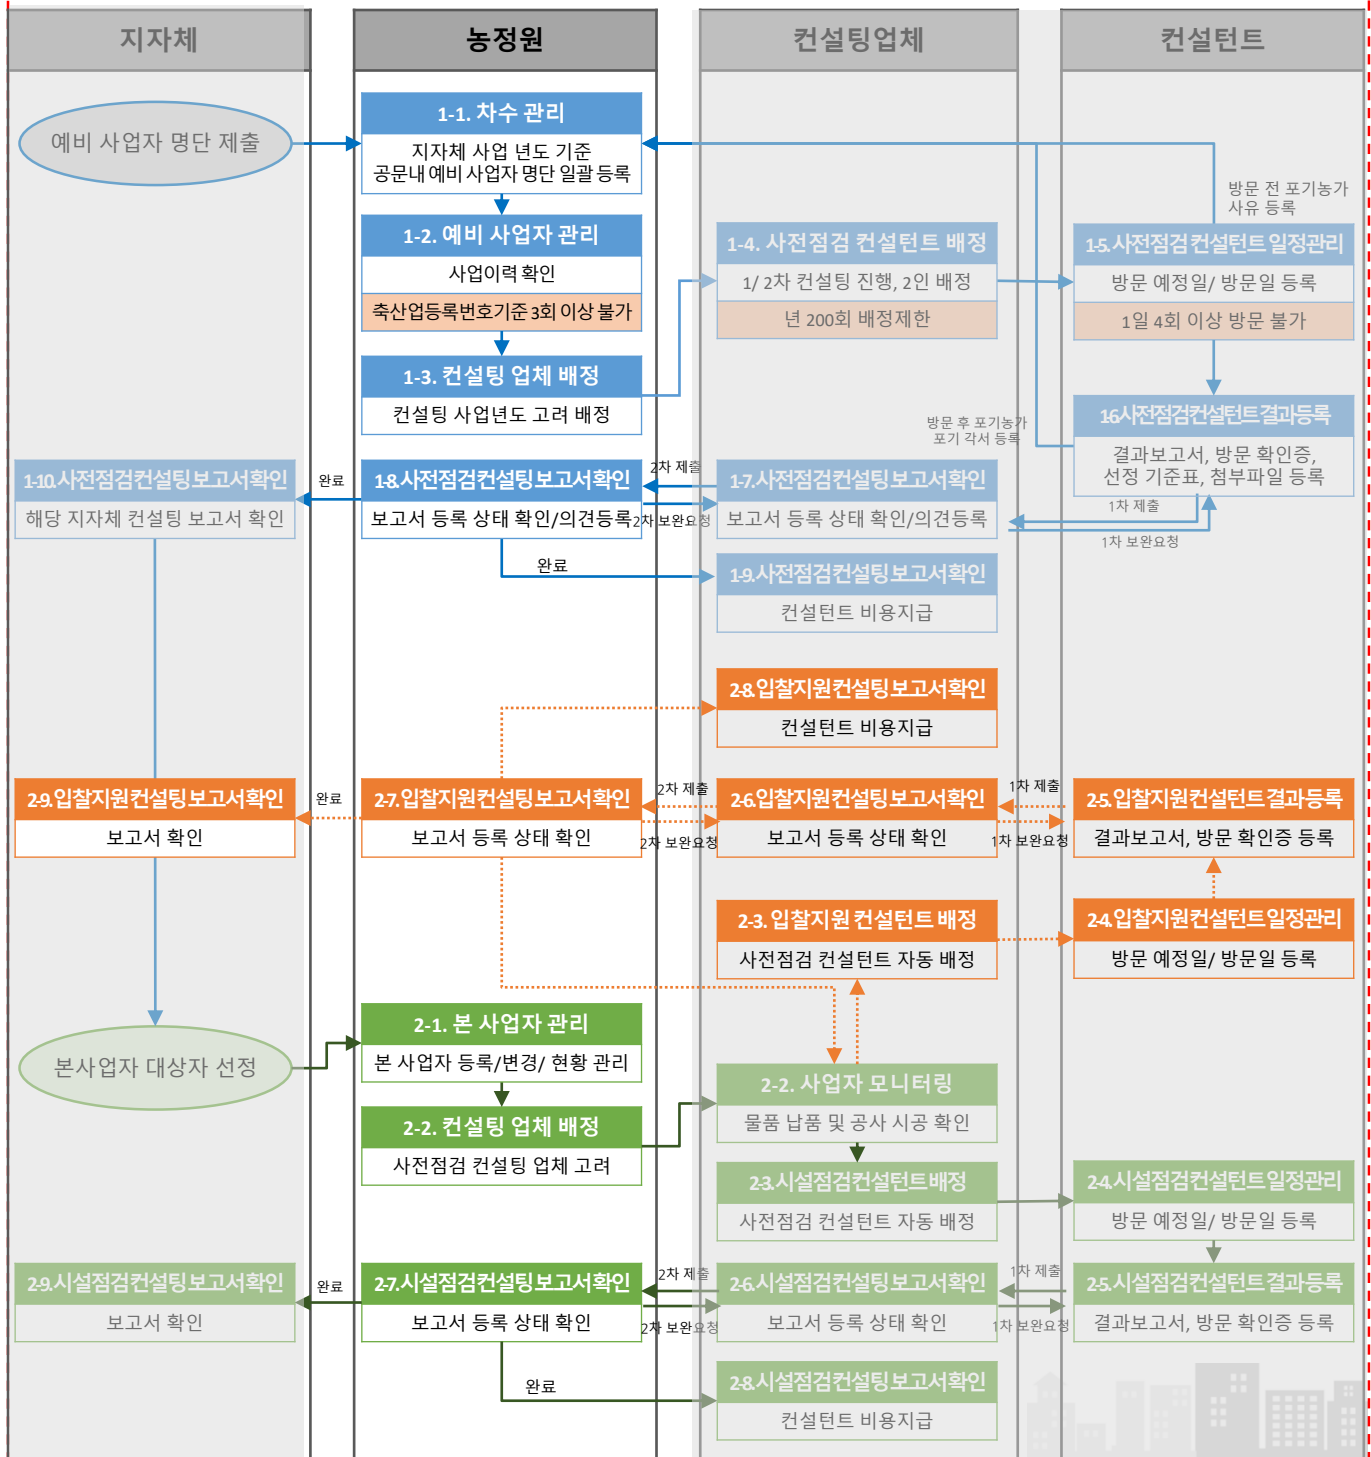 지자체
농정원
컨설팅업체
컨설턴트
예비 사업자 명단 제출
1-1. 차수 관리
지자체 사업 년도 기준
공문내 예비 사업자 명단 일괄 등록
방문 전 포기농가
사유 등록
1-2. 예비 사업자 관리
사업이력 확인
축산업등록번호기준 3회 이상 불가
1-4. 사전점검 컨설턴트 배정
1/ 2차 컨설팅 진행, 2인 배정
년 200회 배정제한
1-5. 사전점검 컨설턴트 일정관리
방문 예정일/ 방문일 등록
1일 4회 이상 방문 불가
1-3. 컨설팅 업체 배정
컨설팅 사업년도 고려 배정
방문 후 포기농가
포기 각서 등록
1-6.사전점검컨설턴트 결과등록
결과보고서, 방문 확인증,
선정 기준표, 첨부파일 등록
1-10.사전점검컨설팅보고서확인
해당 지자체 컨설팅 보고서 확인
완료
1-8.사전점검컨설팅보고서확인
보고서 등록 상태 확인/의견등록
2차 제출
2차 보완요청
1-7.사전점검컨설팅보고서확인
보고서 등록 상태 확인/의견등록
1차 제출
1차 보완요청
완료
1-9.사전점검컨설팅보고서확인
컨설턴트 비용지급
2-8.입찰지원컨설팅보고서확인
컨설턴트 비용지급
2-9.입찰지원컨설팅보고서확인
보고서 확인
완료
2-7.입찰지원컨설팅보고서확인
보고서 등록 상태 확인
2차 제출
2차 보완요청
2-6.입찰지원컨설팅보고서확인
보고서 등록 상태 확인
1차 제출
1차 보완요청
2-5.입찰지원컨설턴트 결과등록
결과보고서, 방문 확인증 등록
2-3. 입찰지원 컨설턴트 배정
사전점검 컨설턴트 자동 배정
2-4.입찰지원컨설턴트일정관리
방문 예정일/ 방문일 등록
본사업자 대상자 선정
2-1. 본 사업자 관리
본 사업자 등록/변경/ 현황 관리
2-2. 컨설팅 업체 배정
사전점검 컨설팅 업체 고려
2-2. 사업자 모니터링
물품 납품 및 공사 시공 확인
2-3.시설점검컨설턴트배정
사전점검 컨설턴트 자동 배정
2-4.시설점검컨설턴트일정관리
방문 예정일/ 방문일 등록
2-9.시설점검컨설팅보고서확인
보고서 확인
완료
2-7.시설점검컨설팅보고서확인
보고서 등록 상태 확인
2차 제출
2차 보완요청
2-6.시설점검컨설팅보고서확인
보고서 등록 상태 확인
1차 제출
1차 보완요청
2-5.시설점검컨설턴트 결과등록
결과보고서, 방문 확인증 등록
완료
2-8.시설점검컨설팅보고서확인
컨설턴트 비용지급